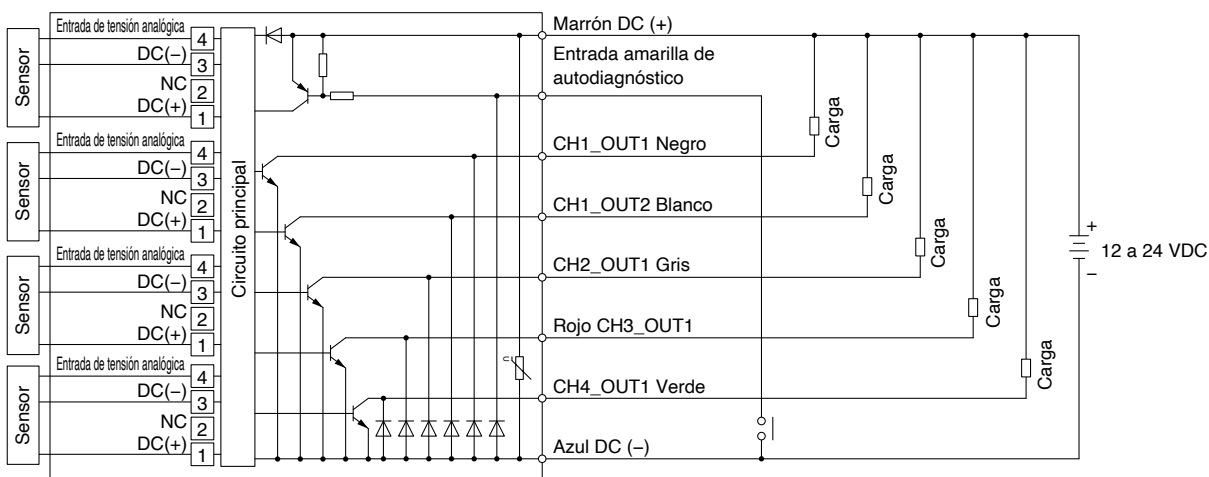 Entrada de tensión analógica
4
DC(−)
3
NC
2
DC(+)
1
Sensor
Entrada de tensión analógica
4
DC(−)
3
NC
2
DC(+)
1
Sensor
Entrada de tensión analógica
4
DC(−)
3
NC
2
DC(+)
1
Sensor
Entrada de tensión analógica
4
DC(−)
3
NC
2
DC(+)
1
Sensor
Circuito principal
Marrón DC (+)
Entrada amarilla de
autodiagnóstico
CH1_OUT1 Negro
CH1_OUT2 Blanco
CH2_OUT1 Gris
Rojo CH3_OUT1
CH4_OUT1 Verde
Azul DC (−)
Carga
Carga
Carga
Carga
Carga
+
12 a 24 VDC
−